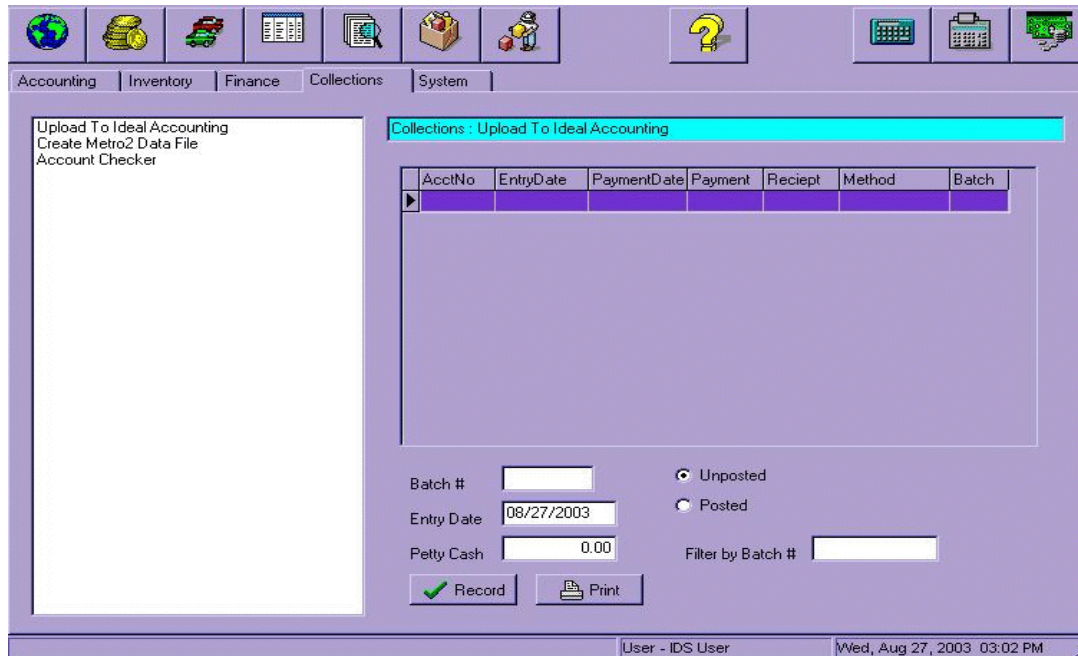 Accounting Inventory Finance Collections System
Upload To Ideal Accounting
Create Metro2 Data File
Account Checker
Collections : Upload To Ideal Accounting
AcctNo EntryDate PaymentDate Payment Reciept Method Batch
Batch # Unposted
Posted
Entry Date 08/27/2003
Petty Cash 0.00 Filter by Batch #
Record Print
User - IDS User Wed, Aug 27, 2003 03:02 PM